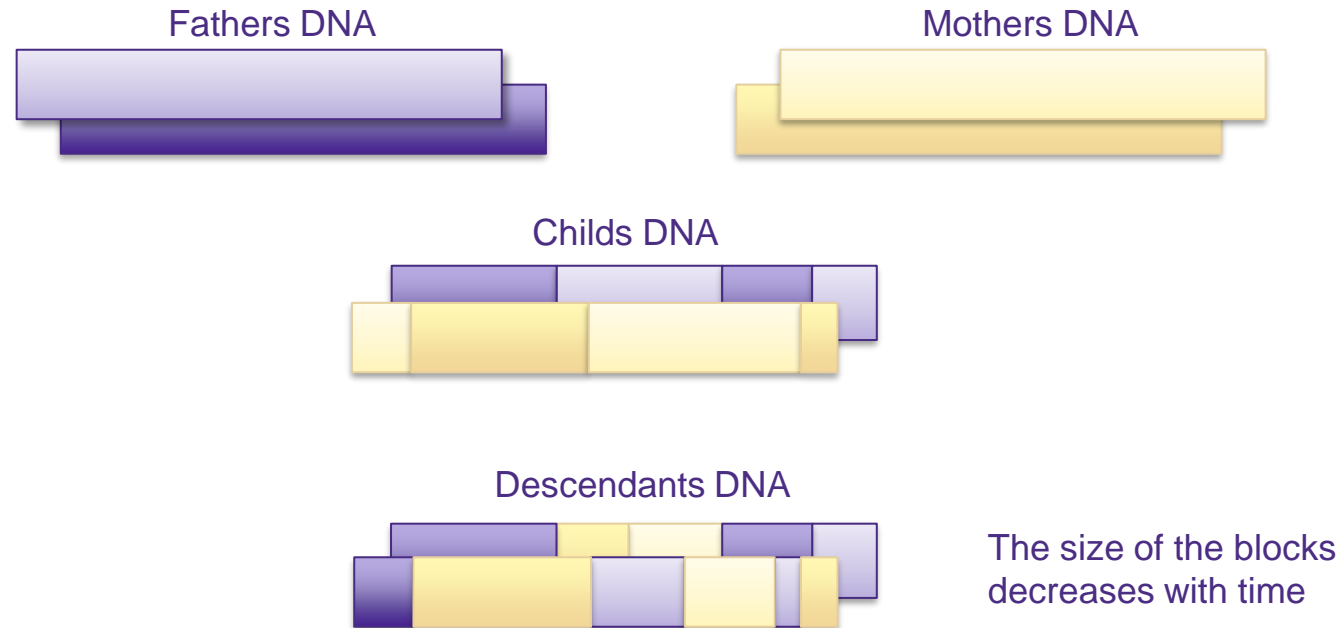 Fathers DNA
Mothers DNA
Childs DNA
Descendants DNA
The size of the blocks
decreases with time